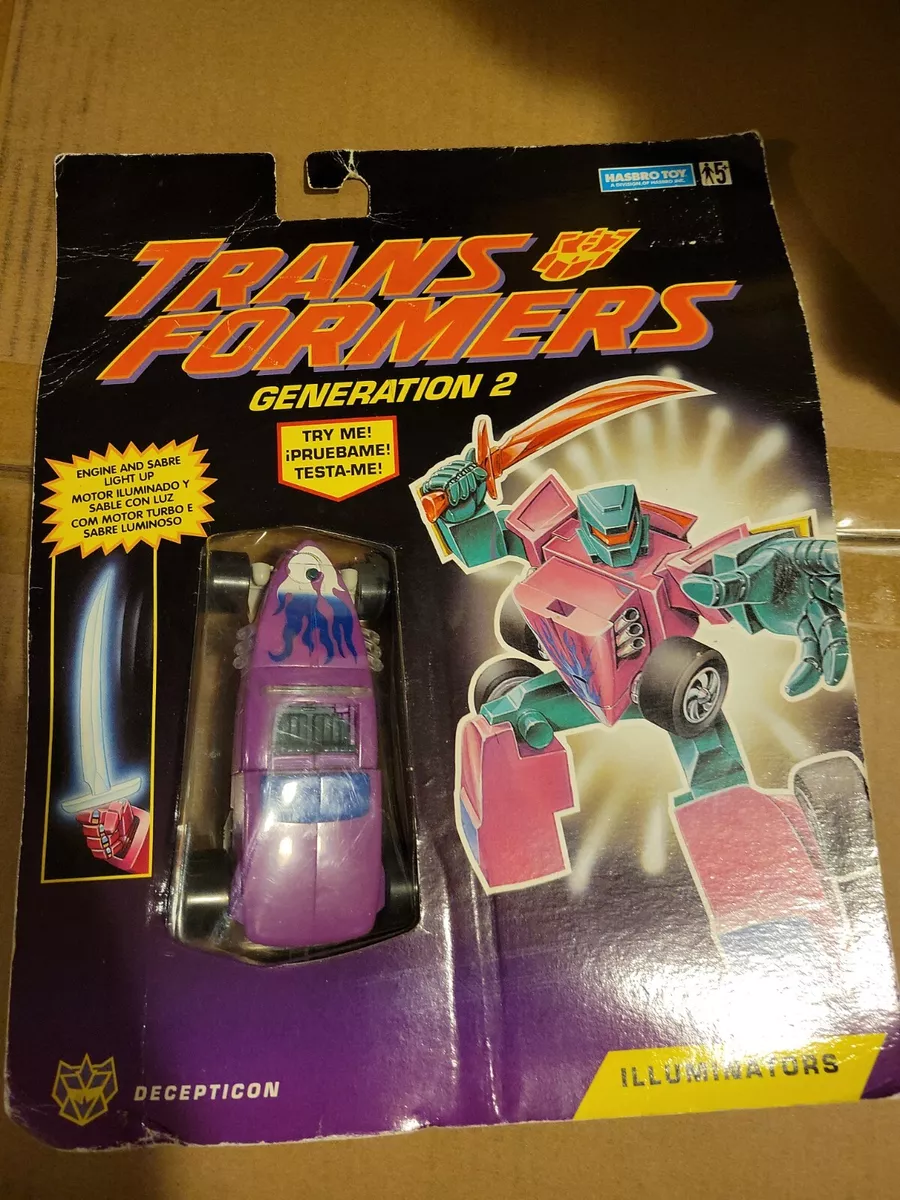 HASBRO TOY
A DIVISION OF HASBRO INC.
5+
TRANS
FORMERS
GENERATION 2
TRY ME!
¡PRUEBAME!
TESTA-ME!
ENGINE AND SABRE
LIGHT UP
MOTOR ILUMINADO Y
SABLE CON LUZ
COM MOTOR TURBO E
SABRE LUMINOSO
DECEPTICON
ILLUMINATORS